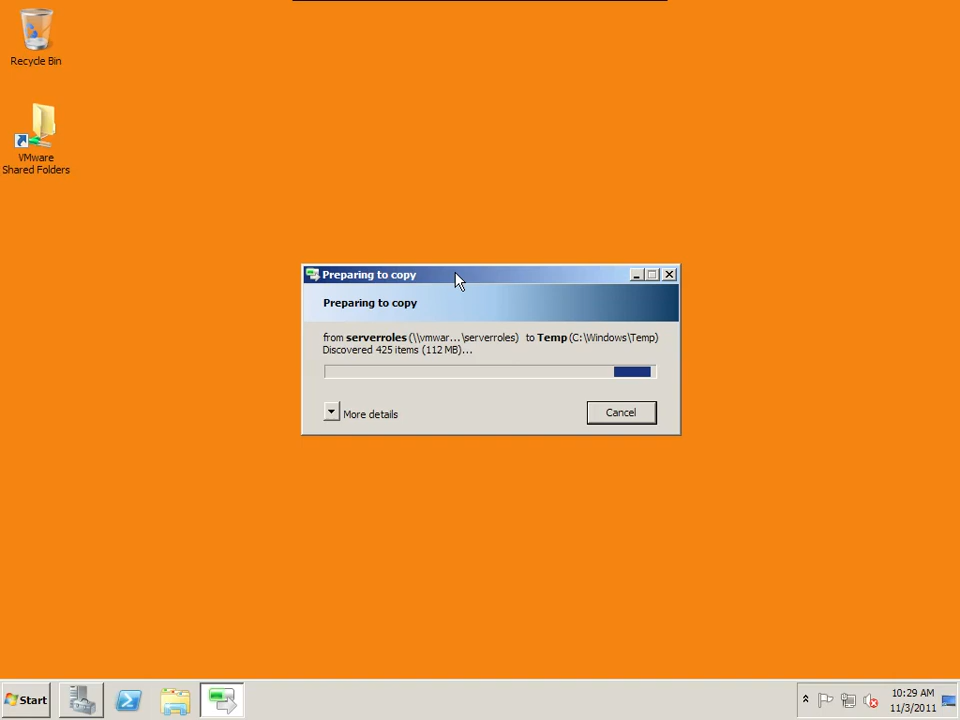 Recycle Bin
VMware
Shared Folders
Preparing to copy
Preparing to copy
from serverroles (\\vmwar...\serverroles) to Temp (C:\Windows\Temp)
Discovered 425 items (112 MB)...
More details
Cancel
Start
10:29 AM
11/3/2011